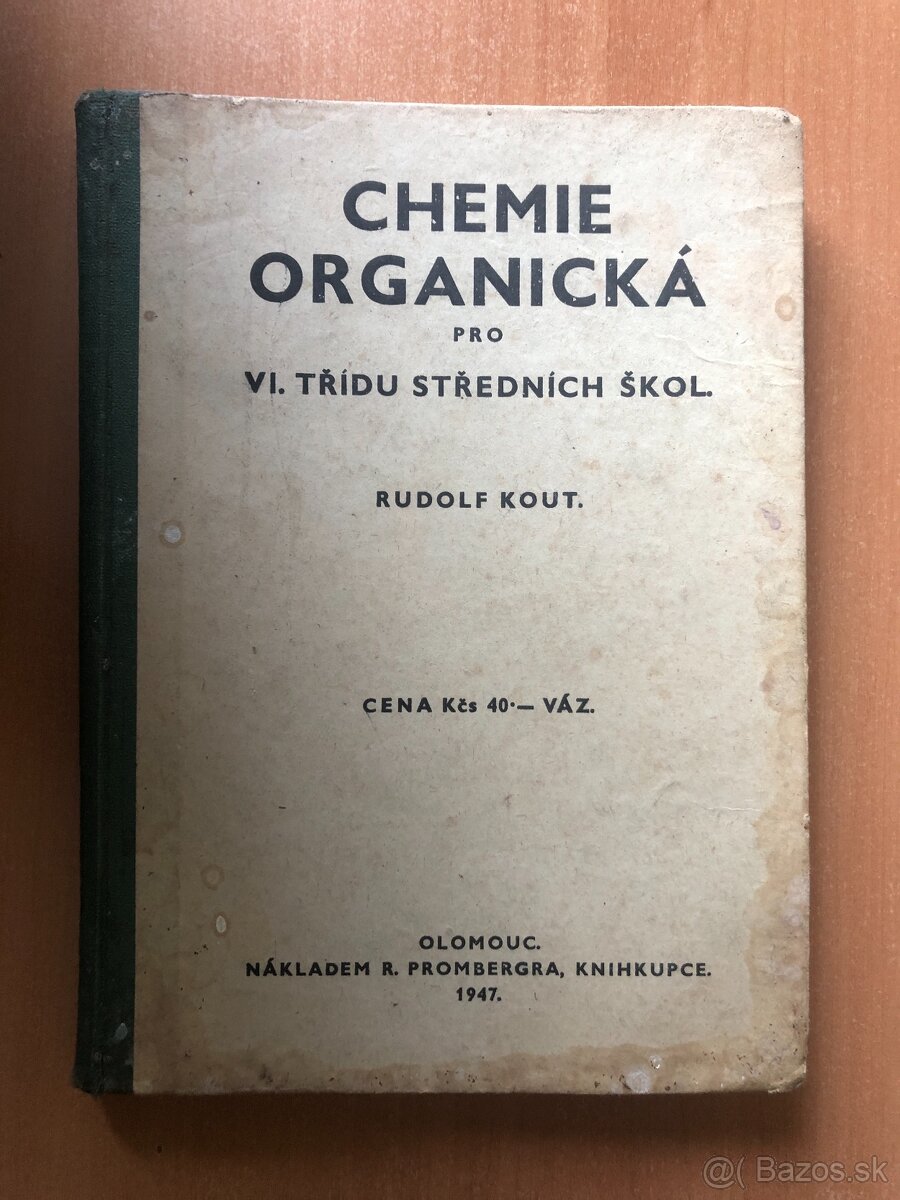 CHEMIE
ORGANICKÁ
PRO
VI. TŘÍDU STŘEDNÍCH ŠKOL.
RUDOLF KOUT.
CENA Kčs 40·— VÁZ.
OLOMOUC.
NÁKLADEM R. PROMBERGRA, KNIHKUPCE.
1947.
@( Bazos.sk